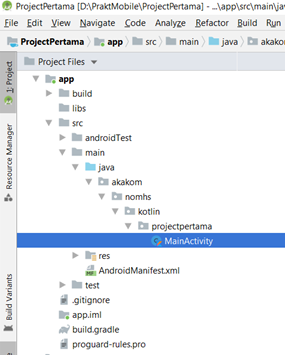 ProjectPertama [D:\PraktMobile\ProjectPertama] - ...\app\src\main\ja
File Edit View Navigate Code Analyze Refactor Build Run
ProjectPertama app src main java akakom
1: Project
Project Files
app
build
libs
src
androidTest
main
java
akakom
nomhs
kotlin
projectpertama
MainActivity
res
AndroidManifest.xml
test
.gitignore
app.iml
build.gradle
proguard-rules.pro
Resource Manager
Build Variants